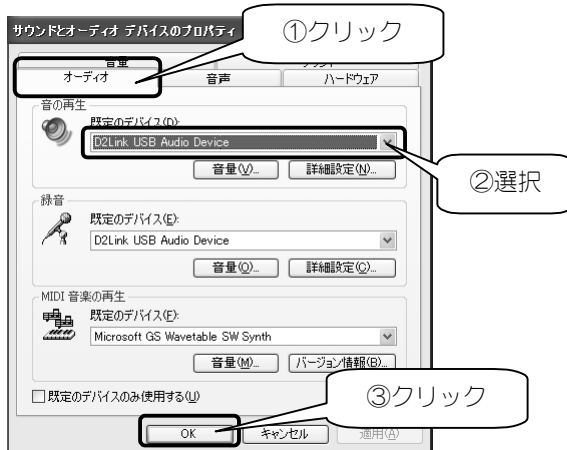 サウンドとオーディオ デバイスのプロパティ
①クリック
音量
オーディオ
音声
ハードウェア
音の再生
既定のデバイス(D):
D2Link USB Audio Device
②選択
音量(V)...
詳細設定(N)...
録音
既定のデバイス(E):
D2Link USB Audio Device
音量(O)...
詳細設定(C)...
MIDI 音楽の再生
既定のデバイス(F):
Microsoft GS Wavetable SW Synth
音量(M)...
バージョン情報(B)...
既定のデバイスのみ使用する(U)
③クリック
OK
キャンセル
適用(A)